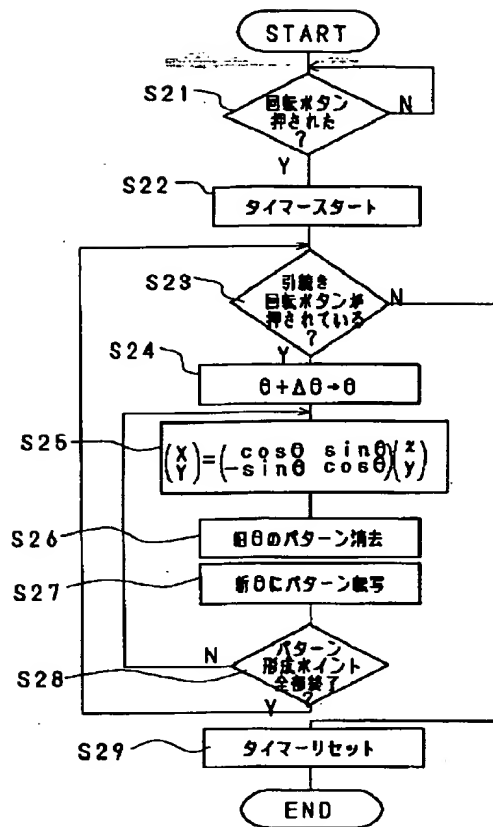 START
S21
回転ボタン
押された
?
N
Y
S22
タイマースタート
S23
引続き
回転ボタンが
押されている
?
N
Y
S24
θ+Δθ→θ
S25
(X Y)=(cosθ sinθ -sinθ cosθ)(x y)
S26
旧θのパターン消去
S27
新θにパターン転写
S28
パターン
形成ポイント
全部終了
?
N
Y
S29
タイマーリセット
END